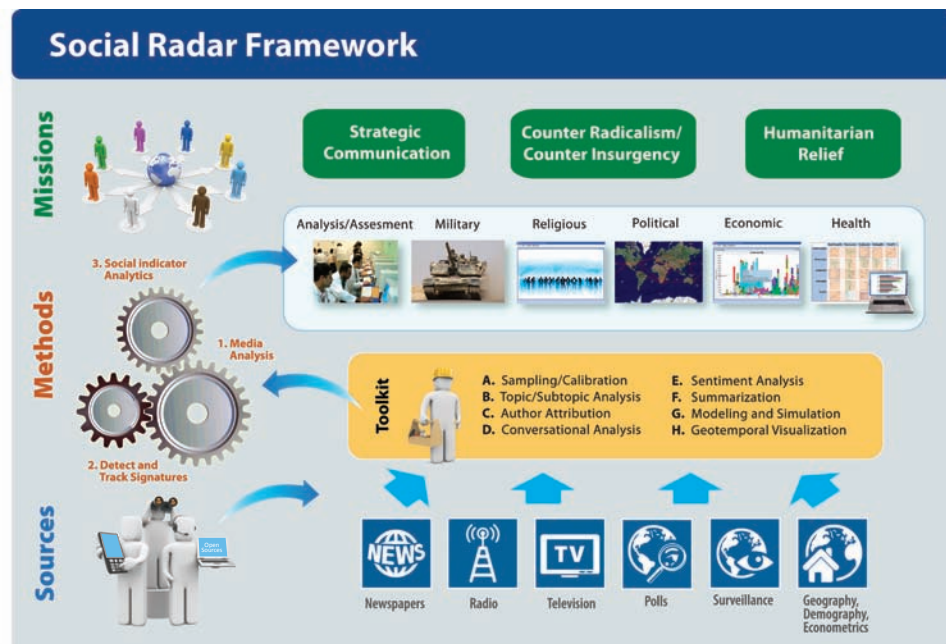 Social Radar Framework
Missions
Strategic
Communication
Counter Radicalism/
Counter Insurgency
Humanitarian
Relief
Analysis/Assesment
Military
Religious
Political
Economic
Health
Methods
3. Social indicator
Analytics
1. Media
Analysis
2. Detect and
Track Signatures
Toolkit
A. Sampling/Calibration
B. Topic/Subtopic Analysis
C. Author Attribution
D. Conversational Analysis
E. Sentiment Analysis
F. Summarization
G. Modeling and Simulation
H. Geotemporal Visualization
Sources
Open
Sources
NEWS
TV
Newspapers
Radio
Television
Polls
Surveillance
Geography,
Demography,
Econometrics